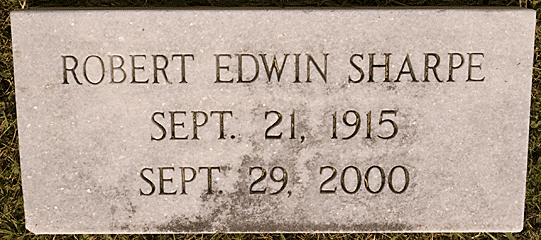 ROBERT EDWIN SHARPE
SEPT. 21, 1915
SEPT. 29, 2000